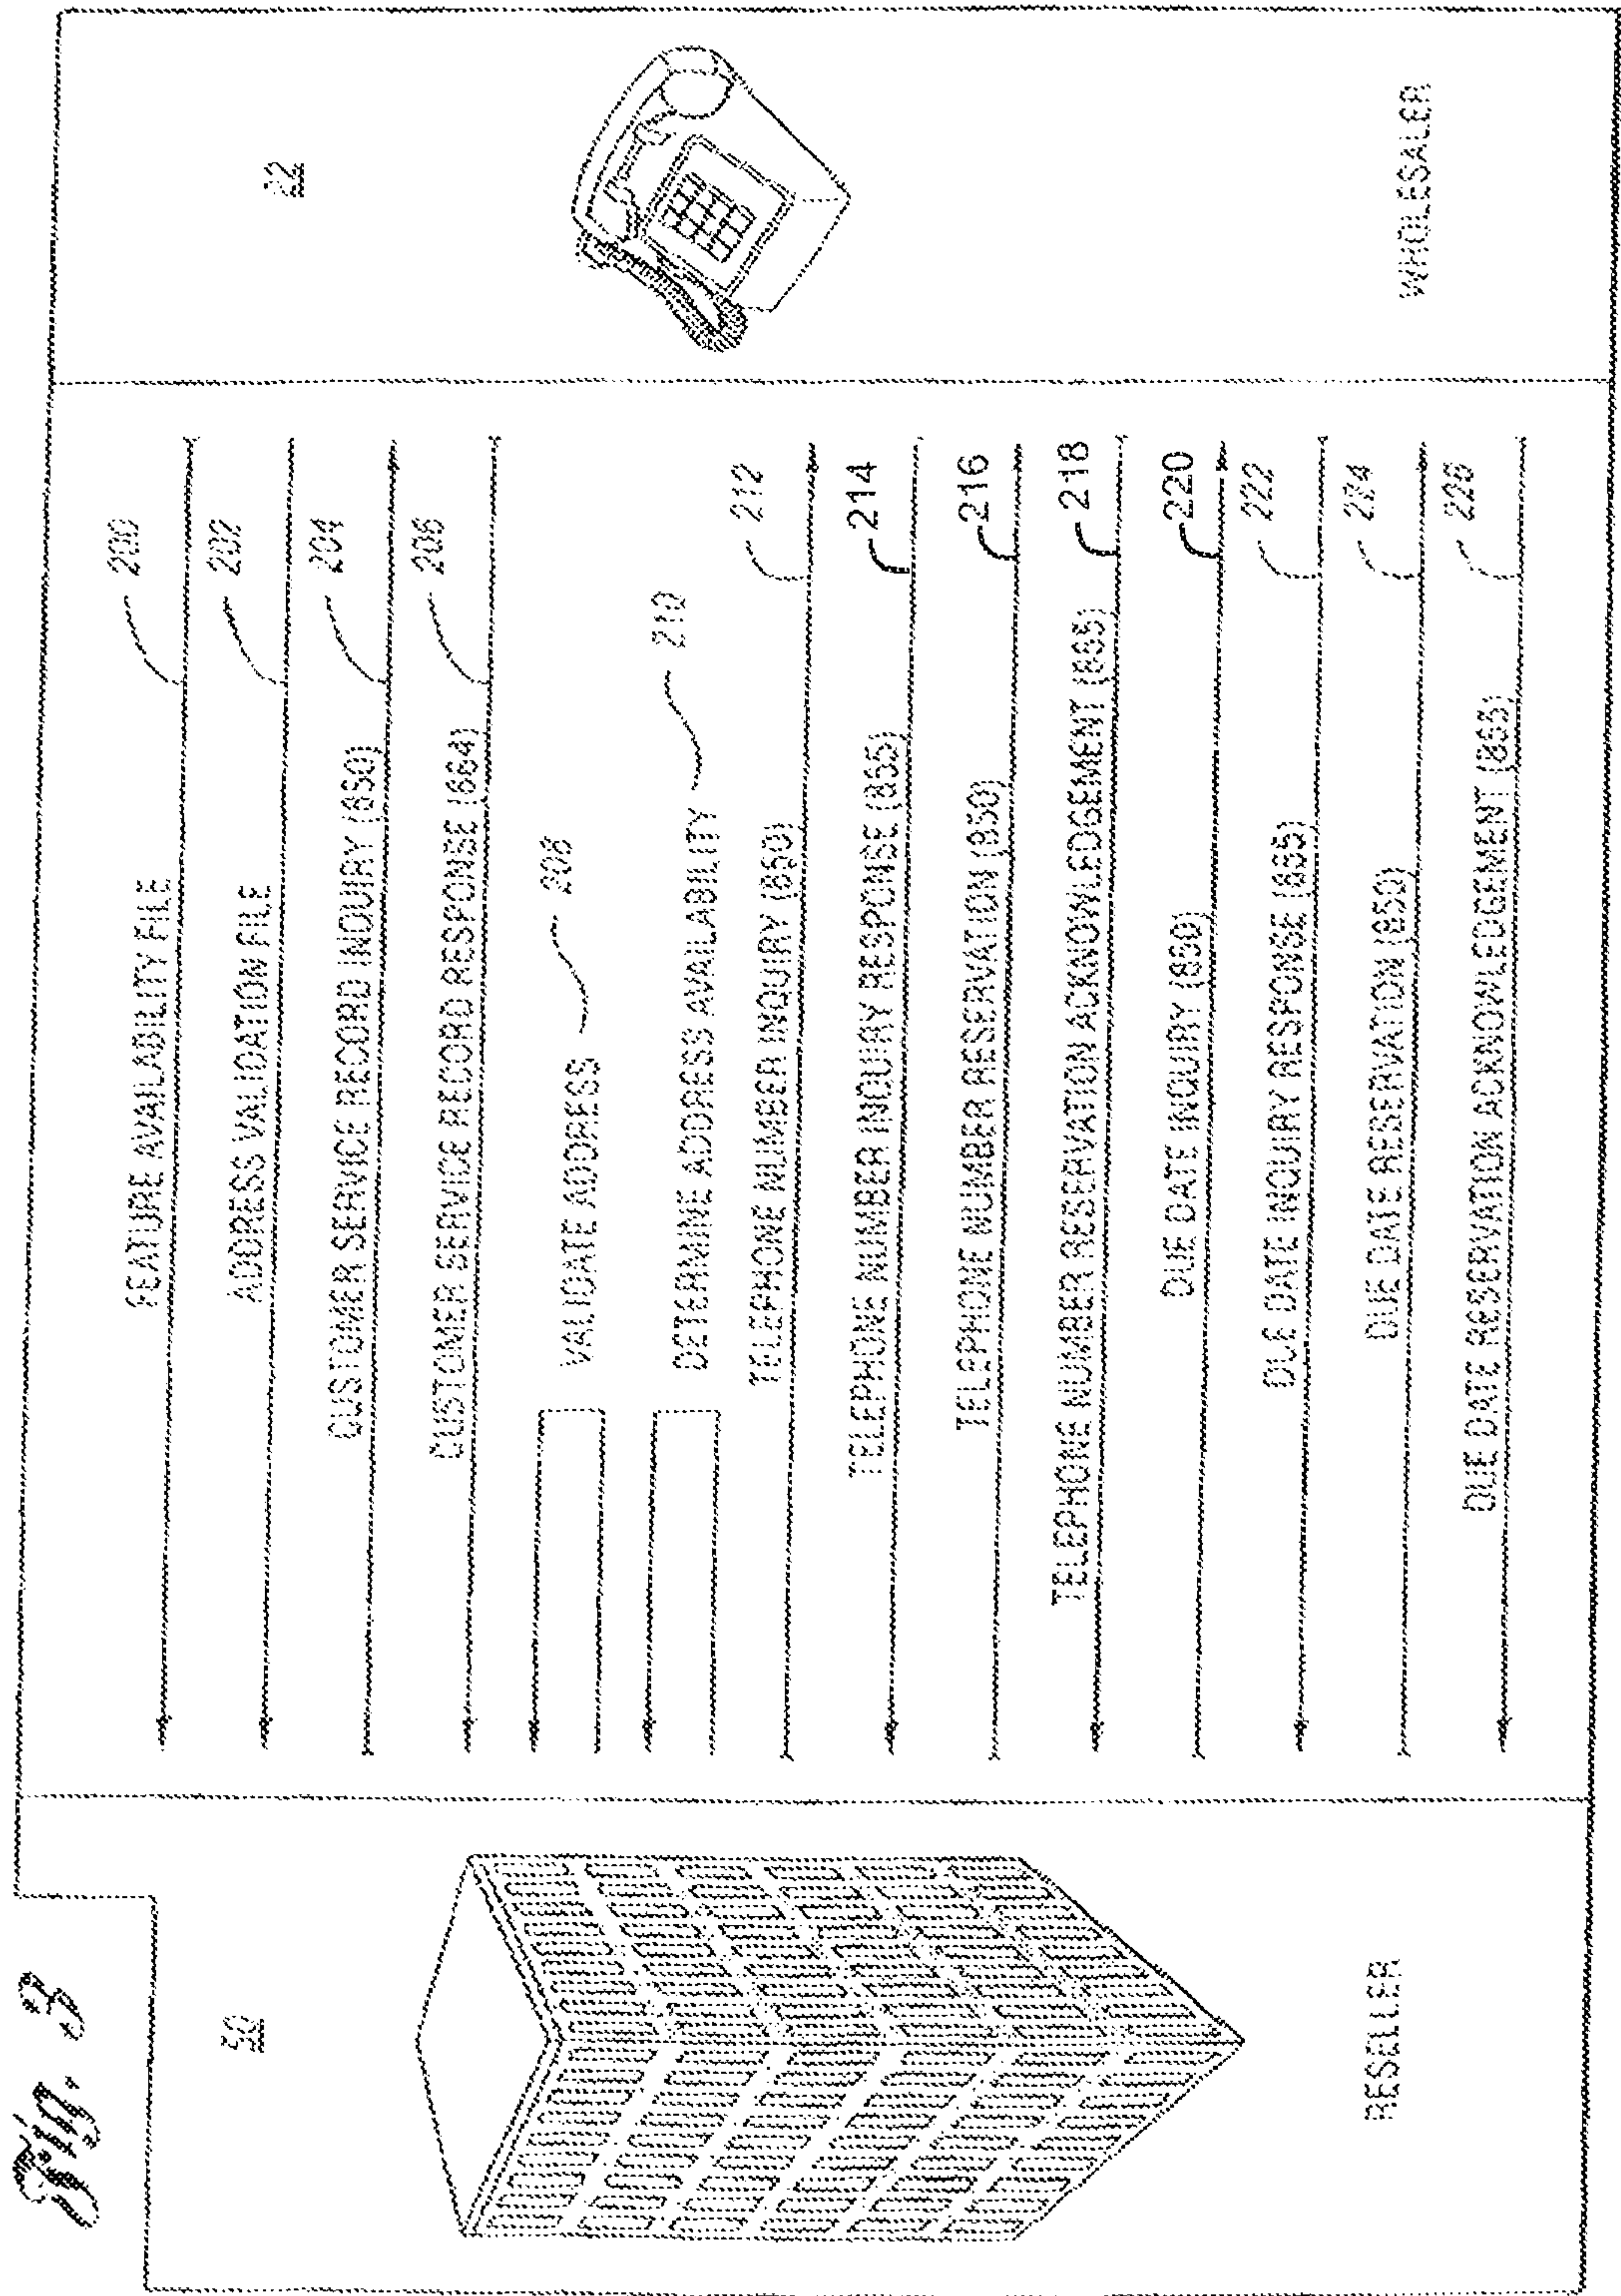 Fig. 3
50
22
FEATURE AVAILABILITY FILE
200
ADDRES VALIDATION FILE
202
CUSTOMER SERVICE RECORD INQUIRY (850)
204
CUSTOMER SERVICE RECORD RESPONSE (864)
206
VALIDATE ADDRESS
208
DETERMINE ADDRESS AVAILABILITY
210
TELEPHONE NUMBER INQUIRY (850)
212
TELEPHONE NUMBER INQUIRY RESPONSE (855)
214
TELEPHONE NUMBER RESERVATION (850)
216
TELEPHONE NUMBER RESERVATION ACKNOWLEDGEMENT (855)
218
DUE DATE INQUIRY (850)
220
DUE DATE INQUIRY RESPONSE (855)
222
DUE DATE RESERVATION (850)
224
DUE DATE RESERVATION ACKNOWLEDGEMENT (855)
226
RESELLER
WHOLESALER